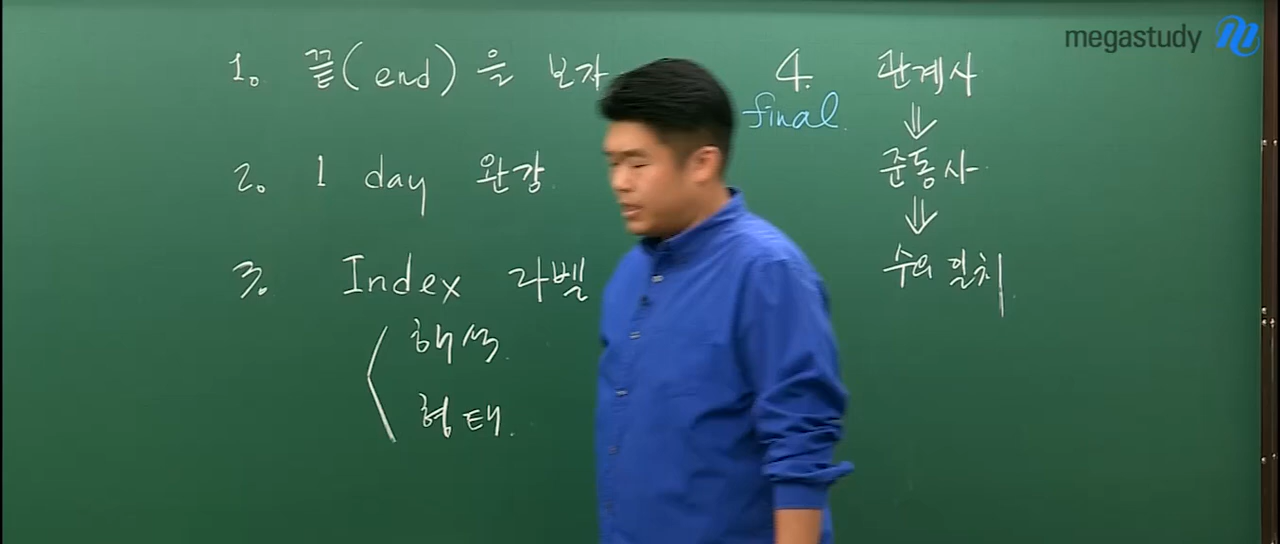 megastudy
1. 끝(end)을 보자
2. 1 day 완강
3. Index 라벨
해석.
형태.
4. 관계사
final.
⇓
준동사
⇓
수의 일치